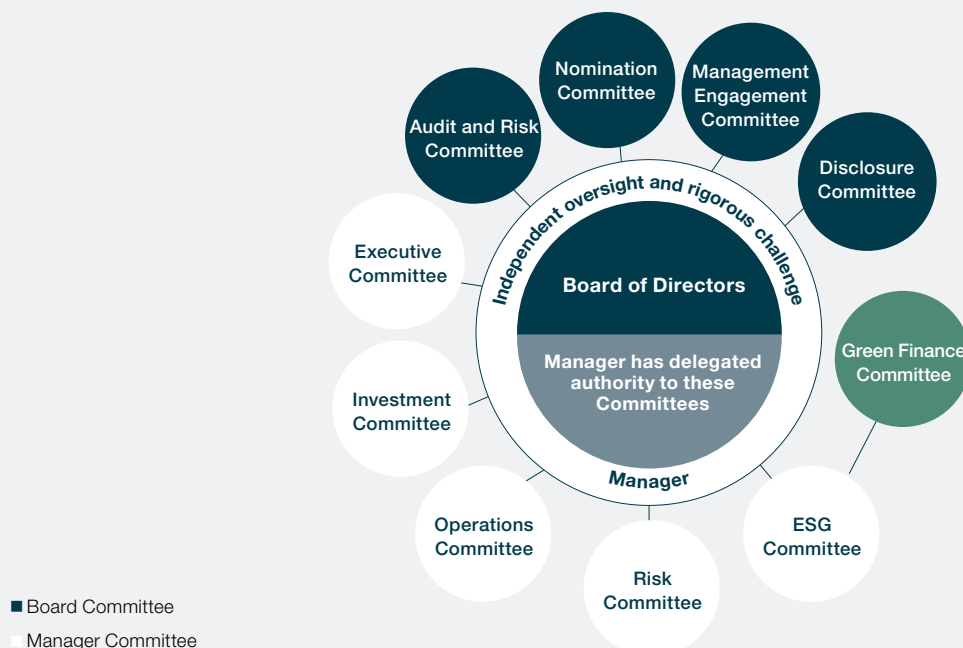 Nomination
Committee
Management
Engagement
Committee
Audit and Risk
Committee
Disclosure
Committee
Independent oversight and rigorous challenge
Executive
Committee
Board of Directors
Green Finance
Committee
Manager has delegated
authority to these
Committees
Investment
Committee
Manager
Operations
Committee
ESG
Committee
Risk
Committee
Board Committee
Manager Committee